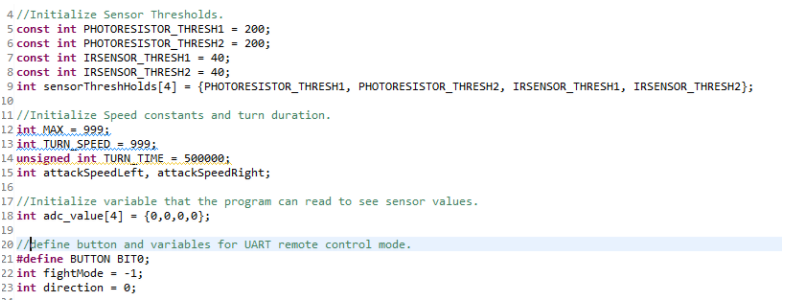 4 //Initialize Sensor Thresholds.
5 const int PHOTORESISTOR_THRESH1 = 200;
6 const int PHOTORESISTOR_THRESH2 = 200;
7 const int IRSENSOR_THRESH1 = 40;
8 const int IRSENSOR_THRESH2 = 40;
9 int sensorThreshHolds[4] = {PHOTORESISTOR_THRESH1, PHOTORESISTOR_THRESH2, IRSENSOR_THRESH1, IRSENSOR_THRESH2};
10
11 //Initialize Speed constants and turn duration.
12 int MAX = 999;
13 int TURN_SPEED = 999;
14 unsigned int TURN_TIME = 500000;
15 int attackSpeedLeft, attackSpeedRight;
16
17 //Initialize variable that the program can read to see sensor values.
18 int adc_value[4] = {0,0,0,0};
19
20 //define button and variables for UART remote control mode.
21 #define BUTTON BIT0;
22 int fightMode = -1;
23 int direction = 0;